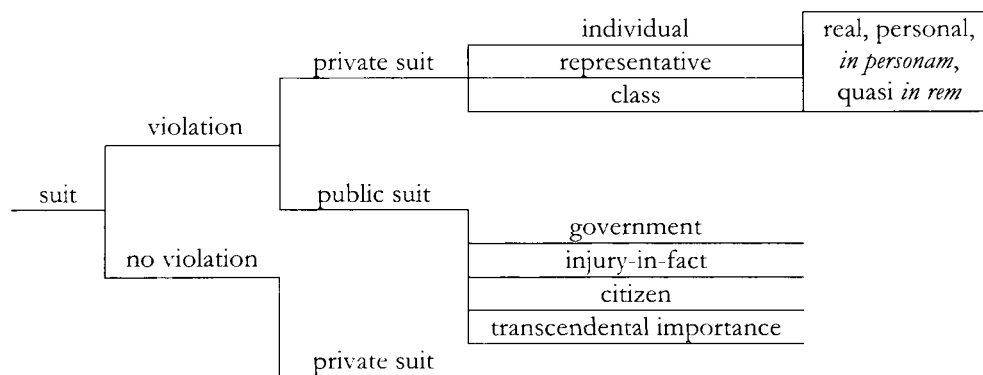 individual
real, personal,
private suit
representative
in personam,
class
quasi in rem
violation
suit
public suit
government
no violation
injury-in-fact
citizen
transcendental importance
private suit